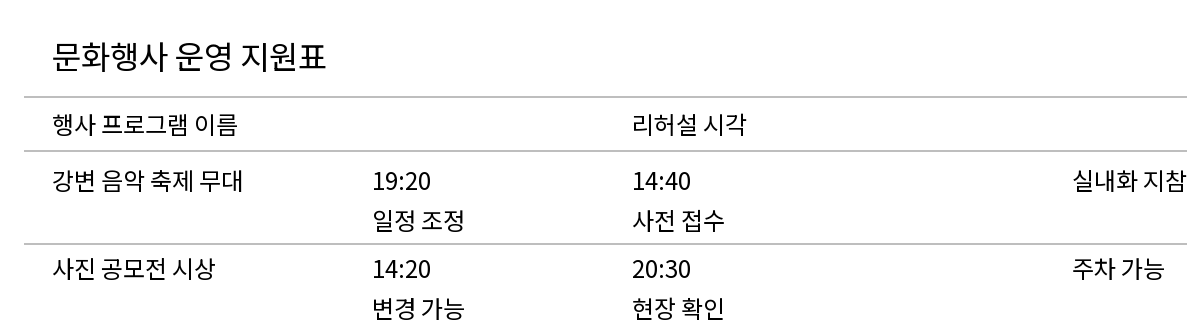 문화행사 운영 지원표
행사 프로그램 이름 리허설 시각
강변 음악 축제 무대 19:20 14:40 실내화 지참
일정 조정 사전 접수
사진 공모전 시상 14:20 20:30 주차 가능
변경 가능 현장 확인